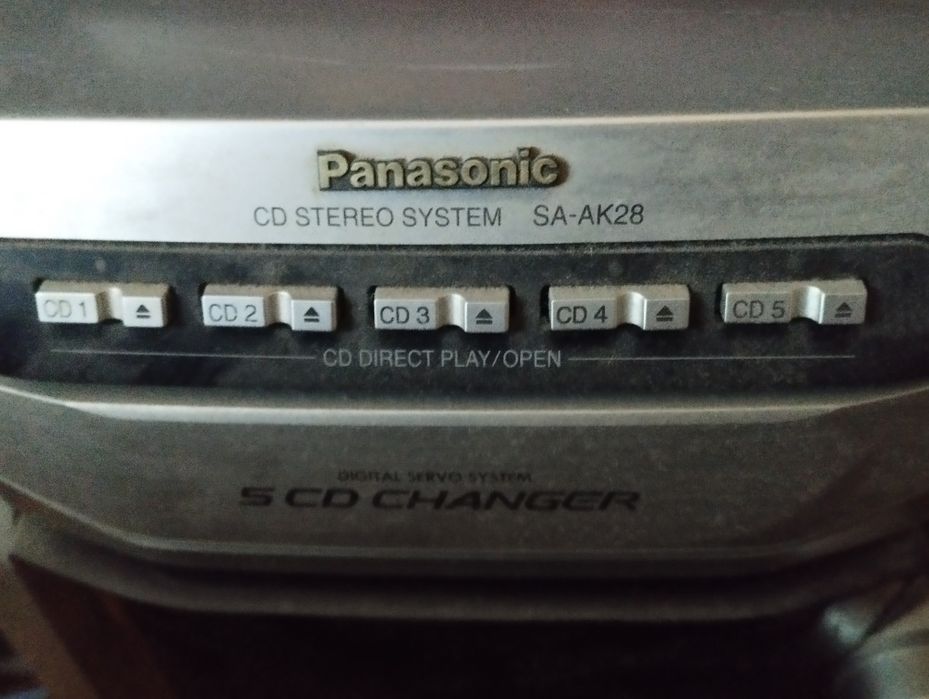 Panasonic
CD STEREO SYSTEM SA-AK28
CD 1 ⏏ CD 2 ⏏ CD 3 ⏏ CD 4 ⏏ CD 5 ⏏
CD DIRECT PLAY/OPEN
DIGITAL SERVO SYSTEM
5 CD CHANGER